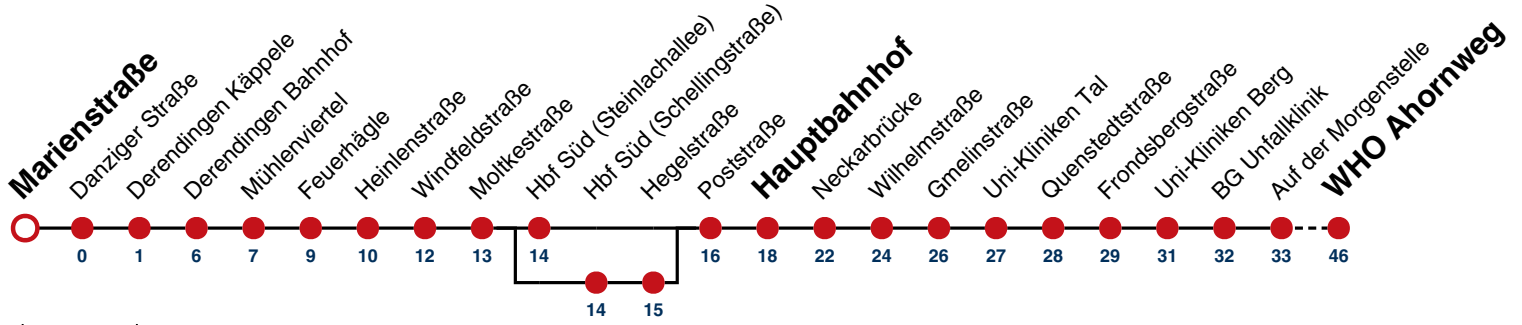 Marienstraße
Danziger Straße
Derendingen Käppele
Derendingen Bahnhof
Mühlenviertel
Feuerhägle
Heinlenstraße
Windfeldstraße
Moltkestraße
Hbf Süd (Steinlachallee)
Hbf Süd (Schellingstraße)
Hegelstraße
Poststraße
Hauptbahnhof
Neckarbrücke
Wilhelmstraße
Gmelinstraße
Uni-Kliniken Tal
Quenstedtstraße
Frondsbergstraße
Uni-Kliniken Berg
BG Unfallklinik
Auf der Morgenstelle
WHO Ahornweg
0 1 6 7 9 10 12 13 14 16 18 22 24 26 27 28 29 31 32 33 46
14 15